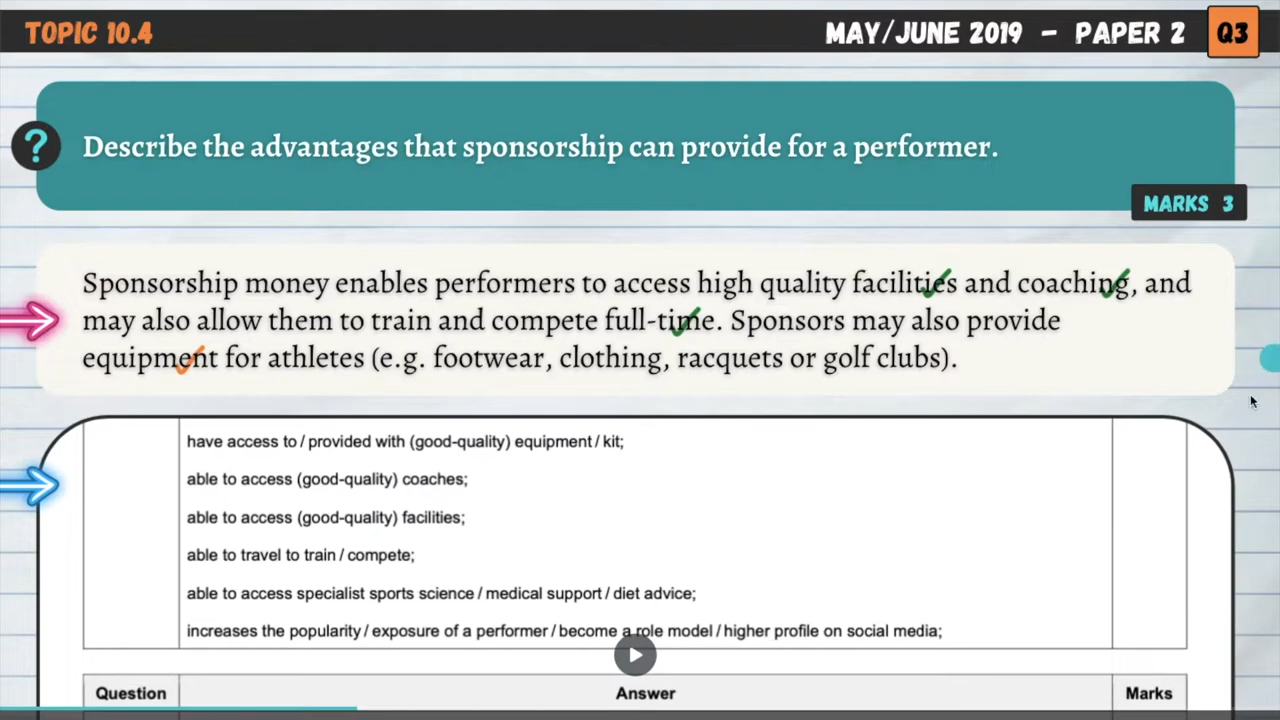 TOPIC 10.4
MAY/JUNE 2019 - PAPER 2
Q3
?
Describe the advantages that sponsorship can provide for a performer.
MARKS 3
Sponsorship money enables performers to access high quality facilities and coaching, and
may also allow them to train and compete full-time. Sponsors may also provide
equipment for athletes (e.g. footwear, clothing, racquets or golf clubs).
have access to / provided with (good-quality) equipment / kit;
able to access (good-quality) coaches;
able to access (good-quality) facilities;
able to travel to train / compete;
able to access specialist sports science / medical support / diet advice;
increases the popularity / exposure of a performer / become a role model / higher profile on social media;
Question Answer Marks